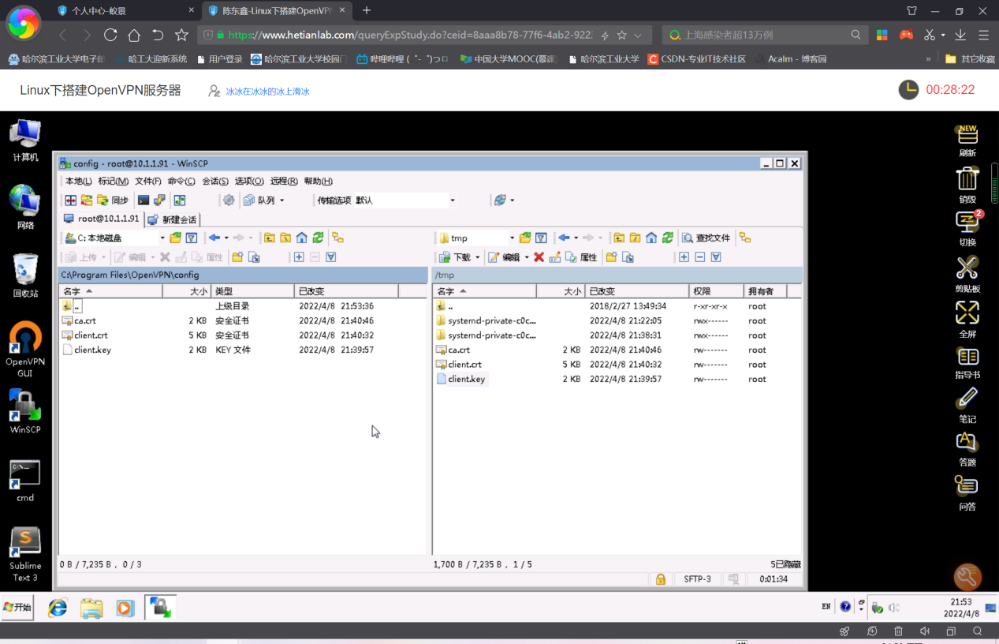 个人中心-蚁景
陈东鑫-Linux下搭建OpenVPN
https://www.hetianlab.com/queryExpStudy.do?ceid=8aaa8b78-77f6-4ab2-922
上海感染者超13万例
哈尔滨工业大学电子邮 哈工大迎新系统 用户登录 哈尔滨工业大学校园门 哔哩哔哩 ( ゜- ゜)つロ 中国大学MOOC(慕课 哈尔滨工业大学 CSDN-专业IT技术社区 Acalm - 博客园 » 其它收藏
Linux下搭建OpenVPN服务器 冰冰在冰冰的冰上滑冰 00:28:22
计算机
网络
回收站
OpenVPN
GUI
WinSCP
cmd
Sublime
Text 3
config - root@10.1.1.91 - WinSCP
本地(L) 标记(M) 文件(F) 命令(C) 会话(S) 选项(O) 远程(R) 帮助(H)
同步 队列 传输选项 默认
root@10.1.1.91 新建会话
C: 本地磁盘
上传 编辑 属性
C:\Program Files\OpenVPN\config
名字 大小 类型 已改变
.. 上级目录 2022/4/8 21:53:36
ca.crt 2 KB 安全证书 2022/4/8 21:40:46
client.crt 5 KB 安全证书 2022/4/8 21:40:32
client.key 2 KB KEY 文件 2022/4/8 21:39:57
0 B / 7,235 B , 0 / 3
tmp 查找文件
下载 编辑 属性
/tmp
名字 大小 已改变 权限 拥有者
.. 2018/2/27 13:49:34 r-xr-xr-x root
systemd-private-c0c... 2022/4/8 21:22:05 rwx------ root
systemd-private-c0c... 2022/4/8 21:38:31 rwx------ root
ca.crt 2 KB 2022/4/8 21:40:46 rw------- root
client.crt 5 KB 2022/4/8 21:40:32 rw------- root
client.key 2 KB 2022/4/8 21:39:57 rw------- root
1,700 B / 7,235 B , 1 / 5 5已隐藏
SFTP-3 0:01:34
NEW
刷新
销毁
2
切换
剪贴板
全屏
指导书
笔记
答题
问答
开始
EN
21:53
2022/4/8